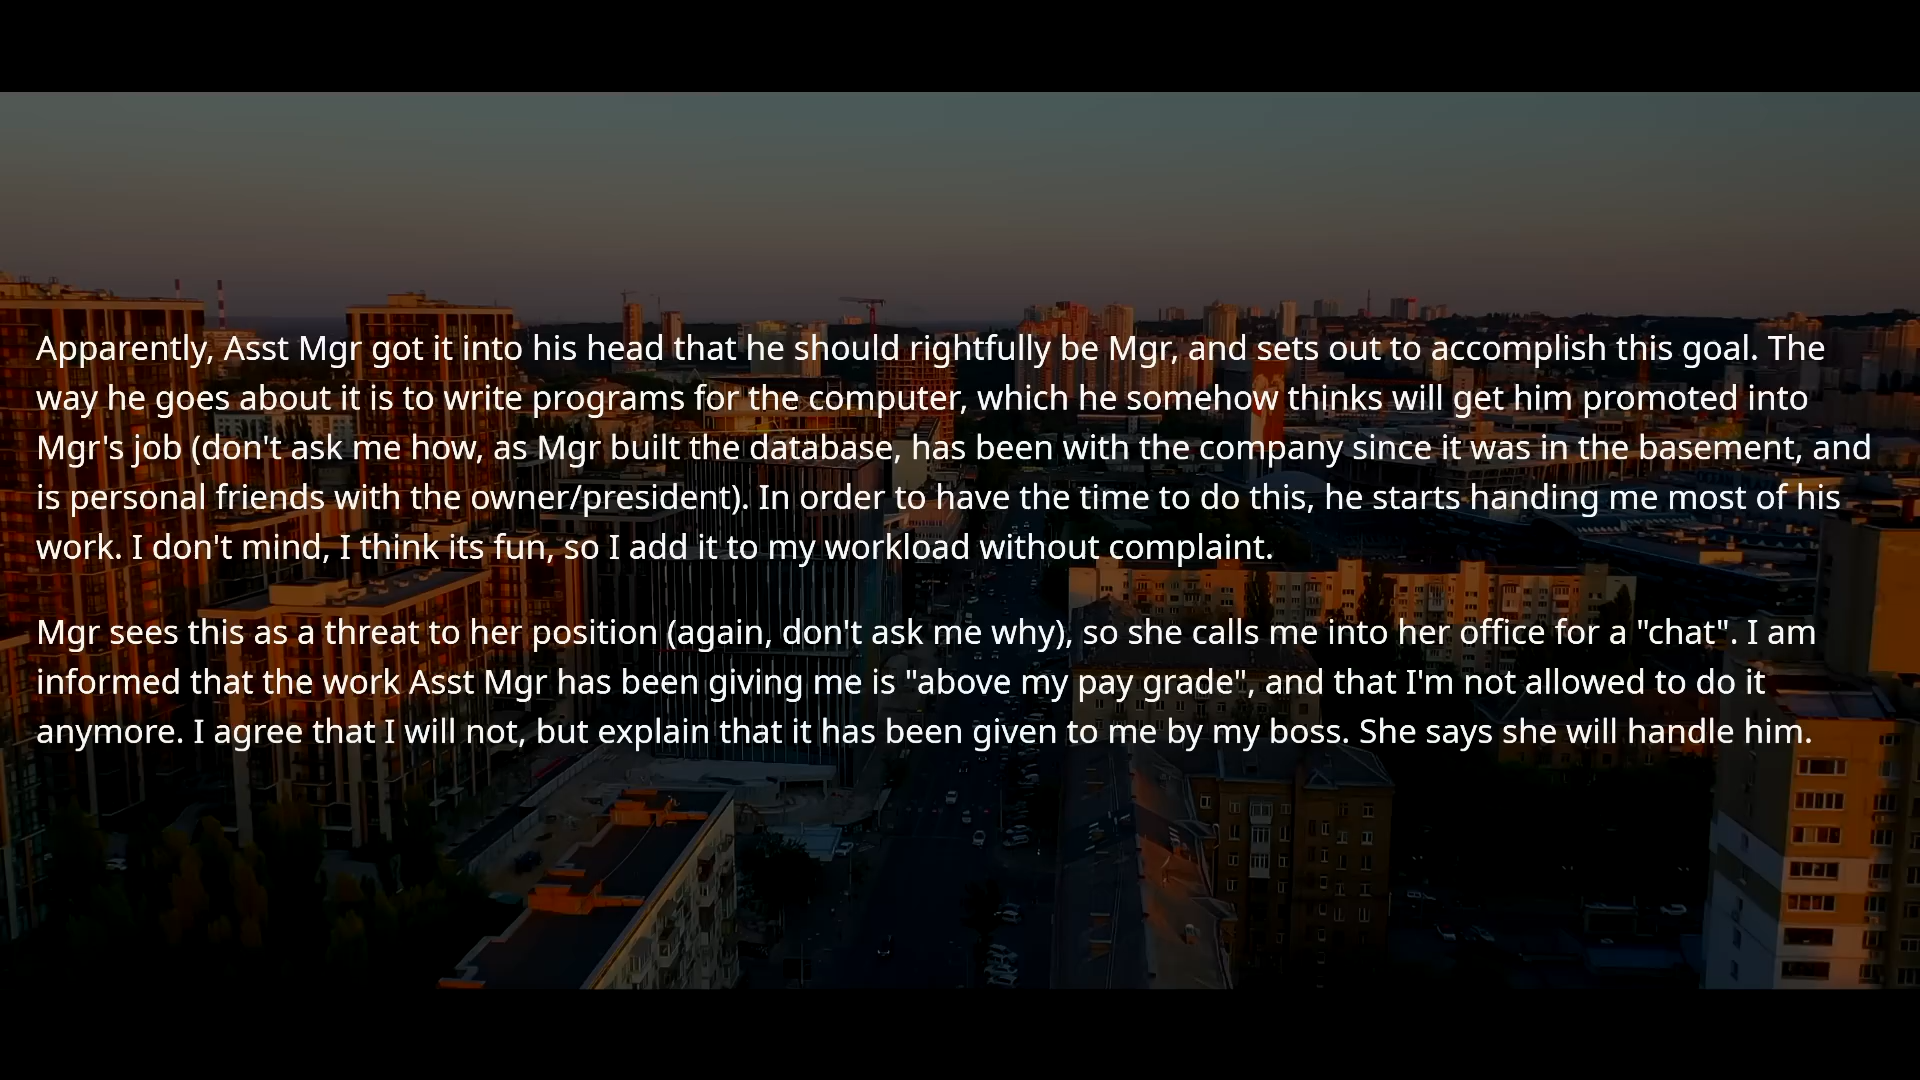 Apparently, Asst Mgr got it into his head that he should rightfully be Mgr, and sets out to accomplish this goal. The
way he goes about it is to write programs for the computer, which he somehow thinks will get him promoted into
Mgr's job (don't ask me how, as Mgr built the database, has been with the company since it was in the basement, and
is personal friends with the owner/president). In order to have the time to do this, he starts handing me most of his
work. I don't mind, I think its fun, so I add it to my workload without complaint.
Mgr sees this as a threat to her position (again, don't ask me why), so she calls me into her office for a "chat". I am
informed that the work Asst Mgr has been giving me is "above my pay grade", and that I'm not allowed to do it
anymore. I agree that I will not, but explain that it has been given to me by my boss. She says she will handle him.